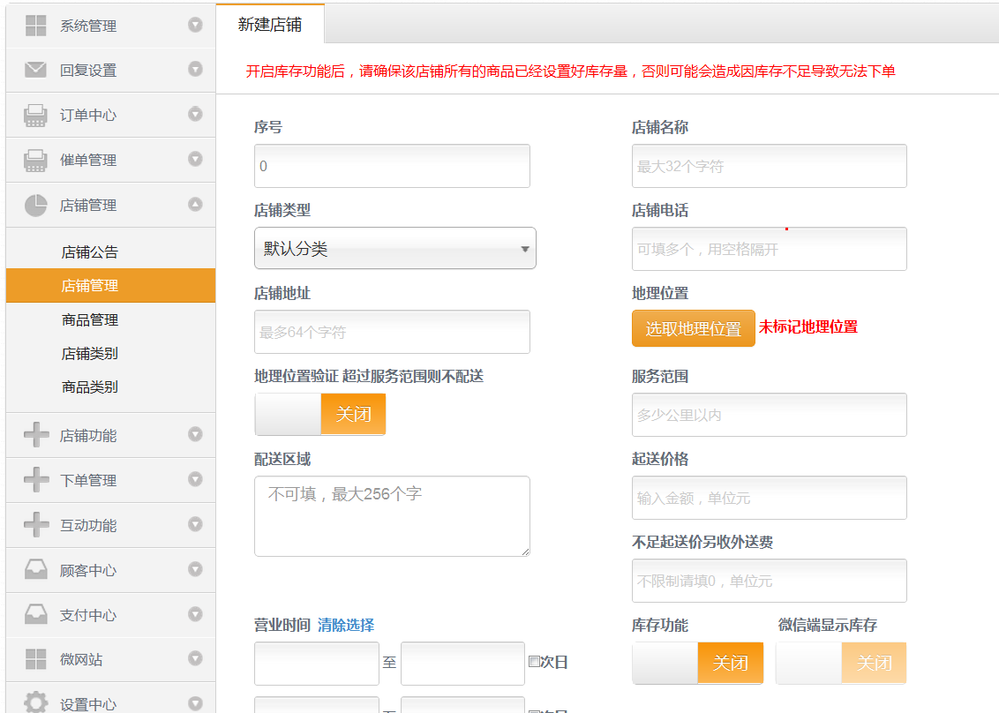 系统管理
回复设置
订单中心
催单管理
店铺管理
店铺公告
店铺管理
商品管理
店铺类别
商品类别
店铺功能
下单管理
互动功能
顾客中心
支付中心
微网站
设置中心
新建店铺
开启库存功能后，请确保该店铺所有的商品已经设置好库存量，否则可能会造成因库存不足导致无法下单
序号
0
店铺名称
最大32个字符
店铺类型
默认分类
店铺电话
可填多个，用空格隔开
店铺地址
最多64个字符
地理位置
选取地理位置 未标记地理位置
地理位置验证 超过服务范围则不配送
关闭
服务范围
多少公里以内
配送区域
不可填，最大256个字
起送价格
输入金额，单位元
不足起送价另收外送费
不限制请填0，单位元
营业时间 清除选择
至 次日
库存功能 微信端显示库存
关闭 关闭